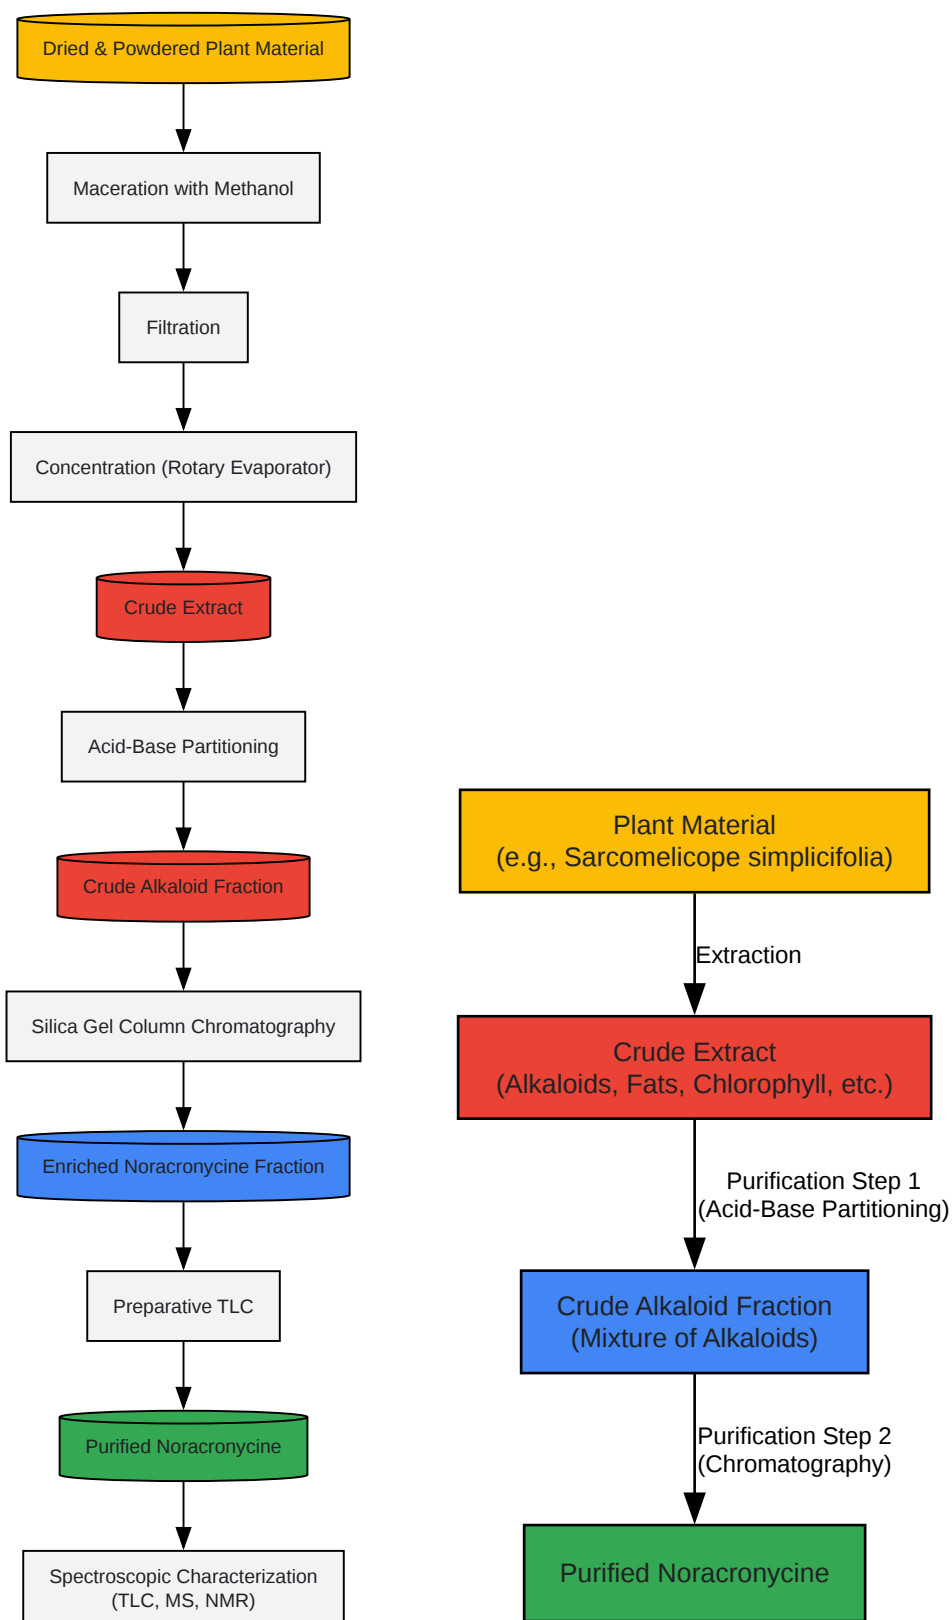 Dried & Powdered Plant Material
Maceration with Methanol
Filtration
Concentration (Rotary Evaporator)
Crude Extract
Acid-Base Partitioning
Crude Alkaloid Fraction
Silica Gel Column Chromatography
Enriched Noracronycine Fraction
Preparative TLC
Purified Noracronycine
Spectroscopic Characterization
(TLC, MS, NMR)
Plant Material
(e.g., Sarcomelicope simplicifolia)
Extraction
Crude Extract
(Alkaloids, Fats, Chlorophyll, etc.)
Purification Step 1
(Acid-Base Partitioning)
Crude Alkaloid Fraction
(Mixture of Alkaloids)
Purification Step 2
(Chromatography)
Purified Noracronycine